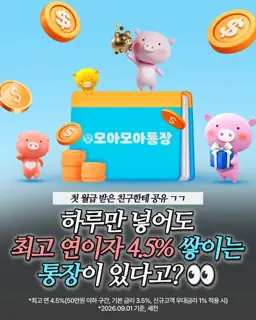 모아모아통장
첫 월급 받은 친구한테 공유 ㄱㄱ
하루만 넣어도
최고 연이자 4.5% 쌓이는
통장이 있다고?👀
*최고 연 4.5%(50만원 이하 구간, 기본 금리 3.5%, 신규고객 우대금리 1% 적용 시)
*2026.09.01 기준, 세전